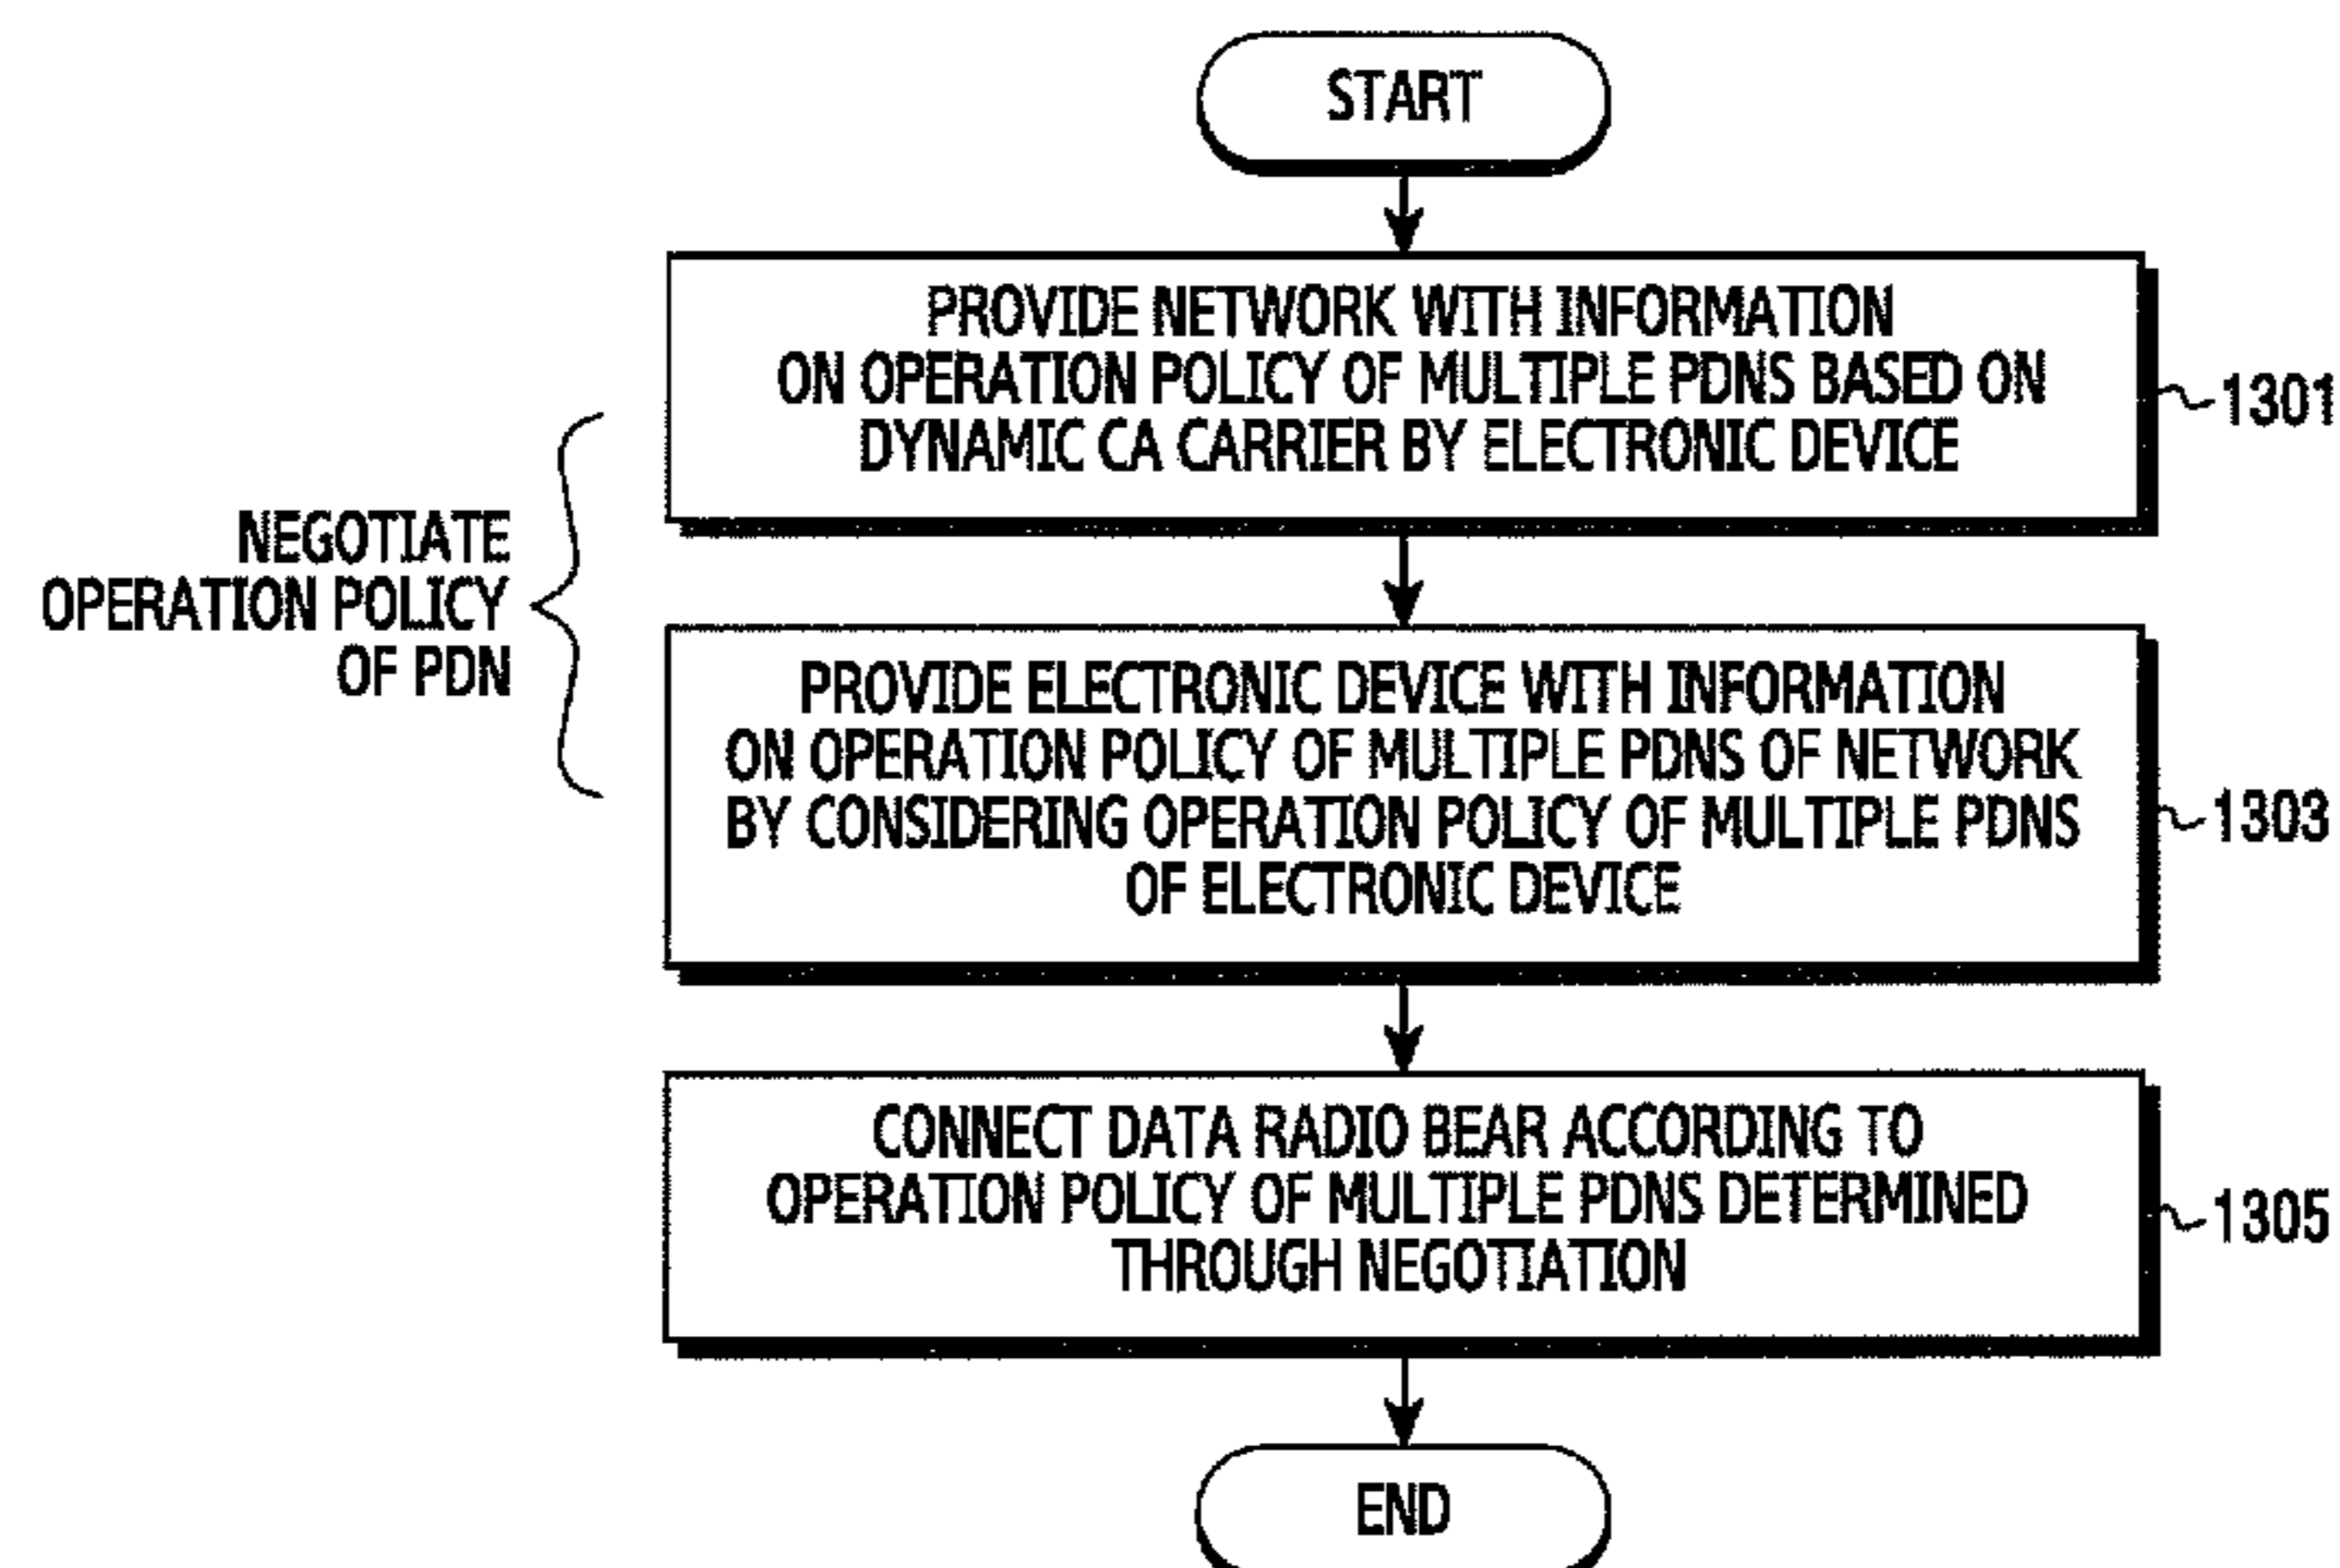 START
PROVIDE NETWORK WITH INFORMATION
ON OPERATION POLICY OF MULTIPLE PDNS BASED ON
DYNAMIC CA CARRIER BY ELECTRONIC DEVICE
1301
NEGOTIATE
OPERATION POLICY
OF PDN
PROVIDE ELECTRONIC DEVICE WITH INFORMATION
ON OPERATION POLICY OF MULTIPLE PDNS OF NETWORK
BY CONSIDERING OPERATION POLICY OF MULTIPLE PDNS
OF ELECTRONIC DEVICE
1303
CONNECT DATA RADIO BEAR ACCORDING TO
OPERATION POLICY OF MULTIPLE PDNS DETERMINED
THROUGH NEGOTIATION
1305
END